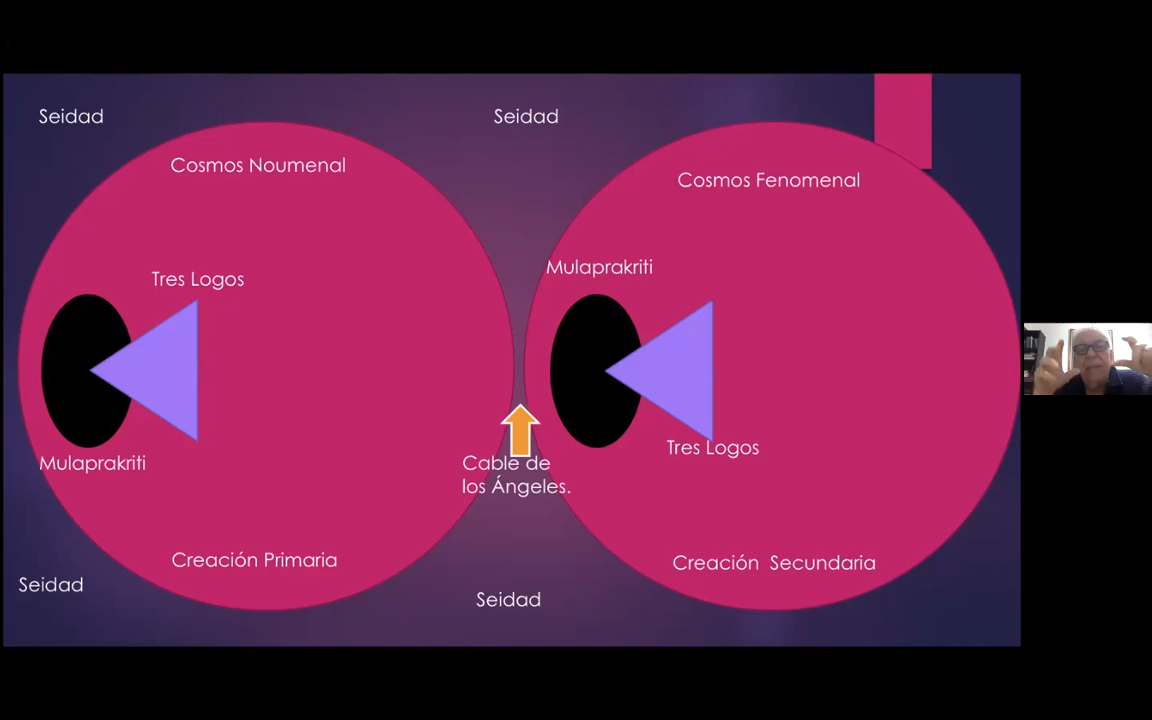 Seidad
Seidad
Cosmos Noumenal
Cosmos Fenomenal
Mulaprakriti
Tres Logos
Tres Logos
Mulaprakriti
Cable de
los Ángeles.
Creación Primaria
Creación Secundaria
Seidad
Seidad